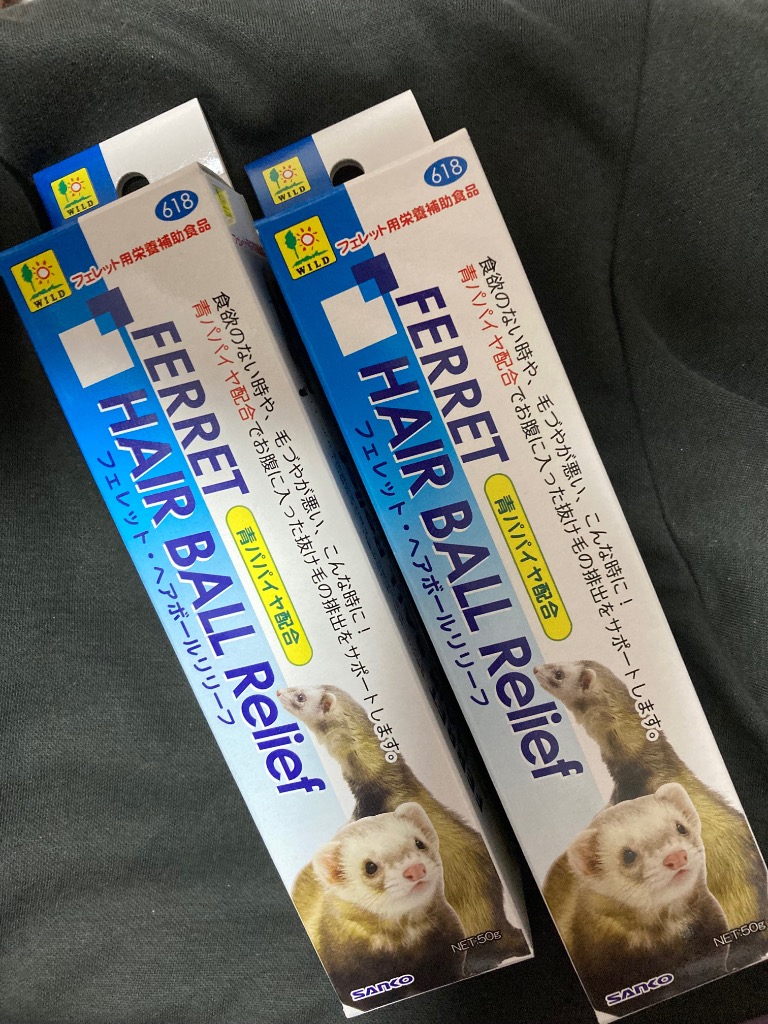 WILD
618
フェレット用栄養補助食品
食欲のない時や、毛づやが悪い、こんな時に！
青パパイヤ配合でお腹に入った抜け毛の排出をサポートします。
FERRET
HAIR BALL Relief
フェレット・ヘアボールリリーフ
青パパイヤ配合
NET:50g
SANKO
WILD
WILD
618
フェレット用栄養補助食品
食欲のない時や、毛づやが悪い、こんな時に！
青パパイヤ配合でお腹に入った抜け毛の排出をサポートします。
FERRET
HAIR BALL Relief
フェレット・ヘアボールリリーフ
青パパイヤ配合
NET:50g
SANKO
WILD